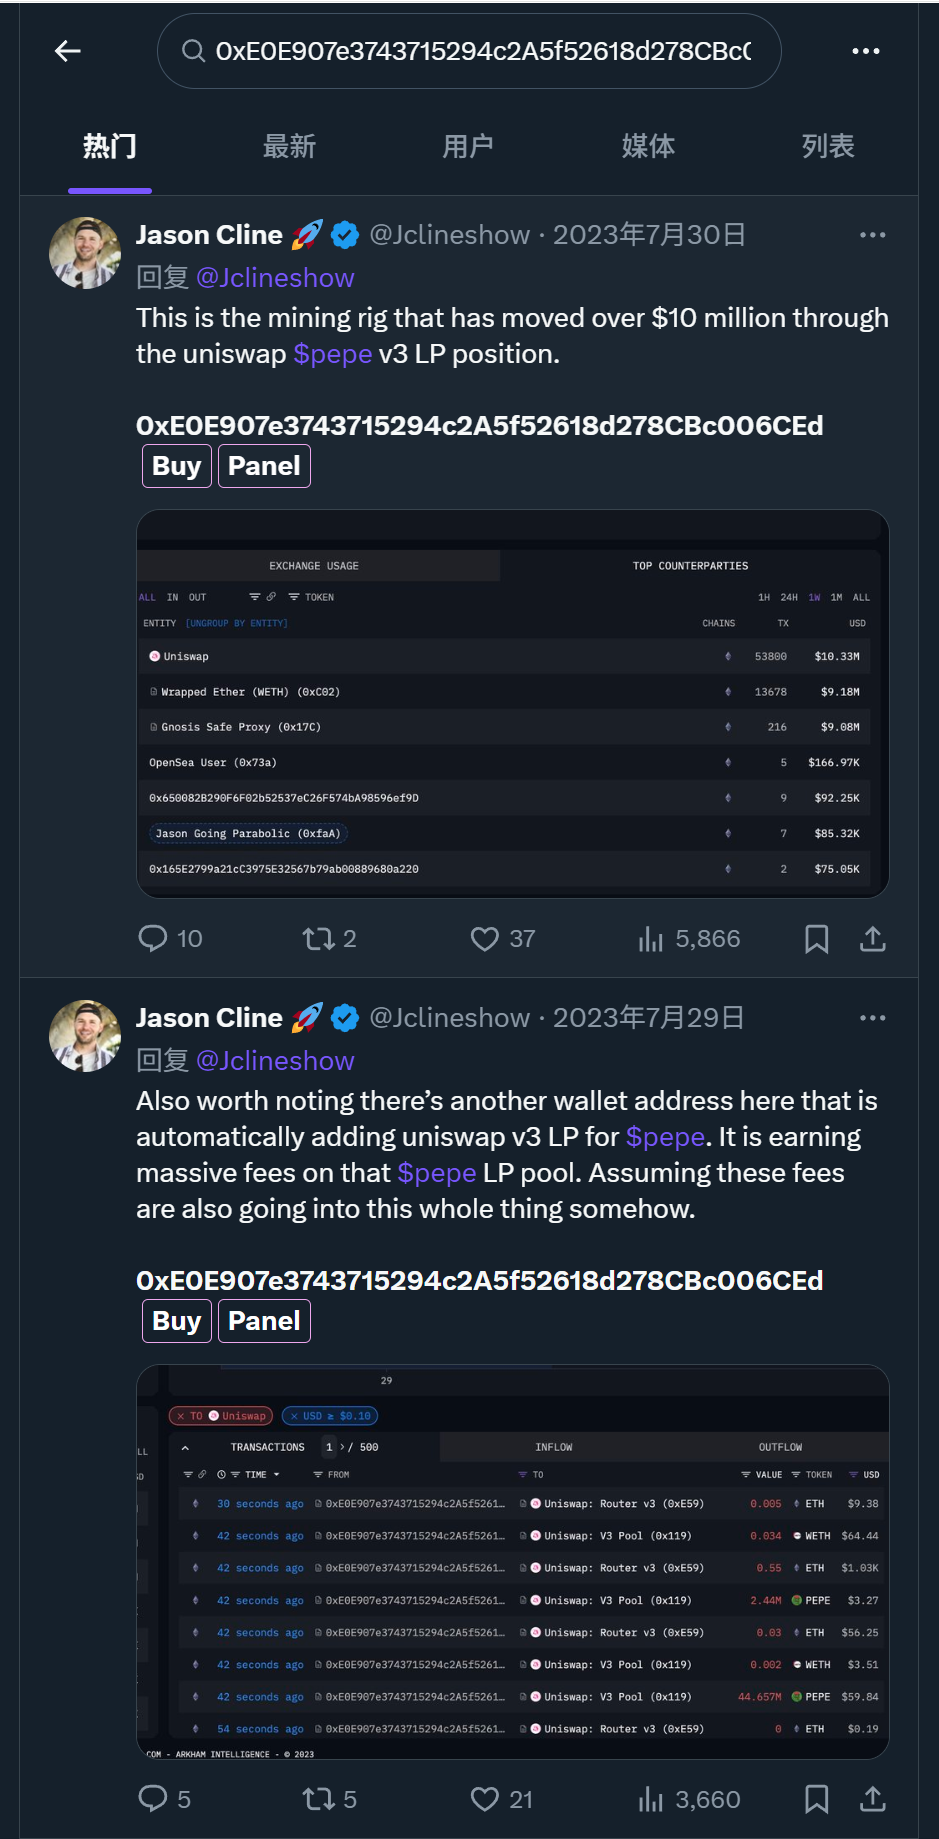 0xE0E907e3743715294c2A5f52618d278CBc(
热门 最新 用户 媒体 列表
Jason Cline 🚀 @Jclineshow · 2023年7月30日
回复 @Jclineshow
This is the mining rig that has moved over $10 million through
the uniswap $pepe v3 LP position.
0xE0E907e3743715294c2A5f52618d278CBc006CEd
Buy Panel
EXCHANGE USAGE TOP COUNTERPARTIES
ALL IN OUT TOKEN 1H 24H 1W 1M ALL
ENTITY [UNGROUP BY ENTITY] CHAINS TX USD
Uniswap 53800 $10.33M
Wrapped Ether (WETH) (0xC02) 13678 $9.18M
Gnosis Safe Proxy (0x17C) 216 $9.08M
OpenSea User (0x73a) 5 $166.97K
0x650082B290F6F02b52537eC26F574bA98596ef9D 9 $92.25K
Jason Going Parabolic (0xfaA) 7 $85.32K
0x165E2799a21cC3975E32567b79ab00889680a220 2 $75.05K
10 2 37 5,866
Jason Cline 🚀 @Jclineshow · 2023年7月29日
回复 @Jclineshow
Also worth noting there’s another wallet address here that is
automatically adding uniswap v3 LP for $pepe. It is earning
massive fees on that $pepe LP pool. Assuming these fees
are also going into this whole thing somehow.
0xE0E907e3743715294c2A5f52618d278CBc006CEd
Buy Panel
29
× TO Uniswap × USD ≥ $0.10
TRANSACTIONS 1 > / 500 INFLOW OUTFLOW
TIME FROM TO VALUE TOKEN USD
30 seconds ago 0xE0E907e3743715294c2A5f5261… Uniswap: Router v3 (0xE59) 0.005 ETH $9.38
42 seconds ago 0xE0E907e3743715294c2A5f5261… Uniswap: V3 Pool (0x119) 0.034 WETH $64.44
42 seconds ago 0xE0E907e3743715294c2A5f5261… Uniswap: Router v3 (0xE59) 0.55 ETH $1.03K
42 seconds ago 0xE0E907e3743715294c2A5f5261… Uniswap: V3 Pool (0x119) 2.44M PEPE $3.27
42 seconds ago 0xE0E907e3743715294c2A5f5261… Uniswap: Router v3 (0xE59) 0.03 ETH $56.25
42 seconds ago 0xE0E907e3743715294c2A5f5261… Uniswap: V3 Pool (0x119) 0.002 WETH $3.51
42 seconds ago 0xE0E907e3743715294c2A5f5261… Uniswap: V3 Pool (0x119) 44.657M PEPE $59.84
54 seconds ago 0xE0E907e3743715294c2A5f5261… Uniswap: Router v3 (0xE59) 0 ETH $0.19
COM - ARKHAM INTELLIGENCE - © 2023
5 5 21 3,660